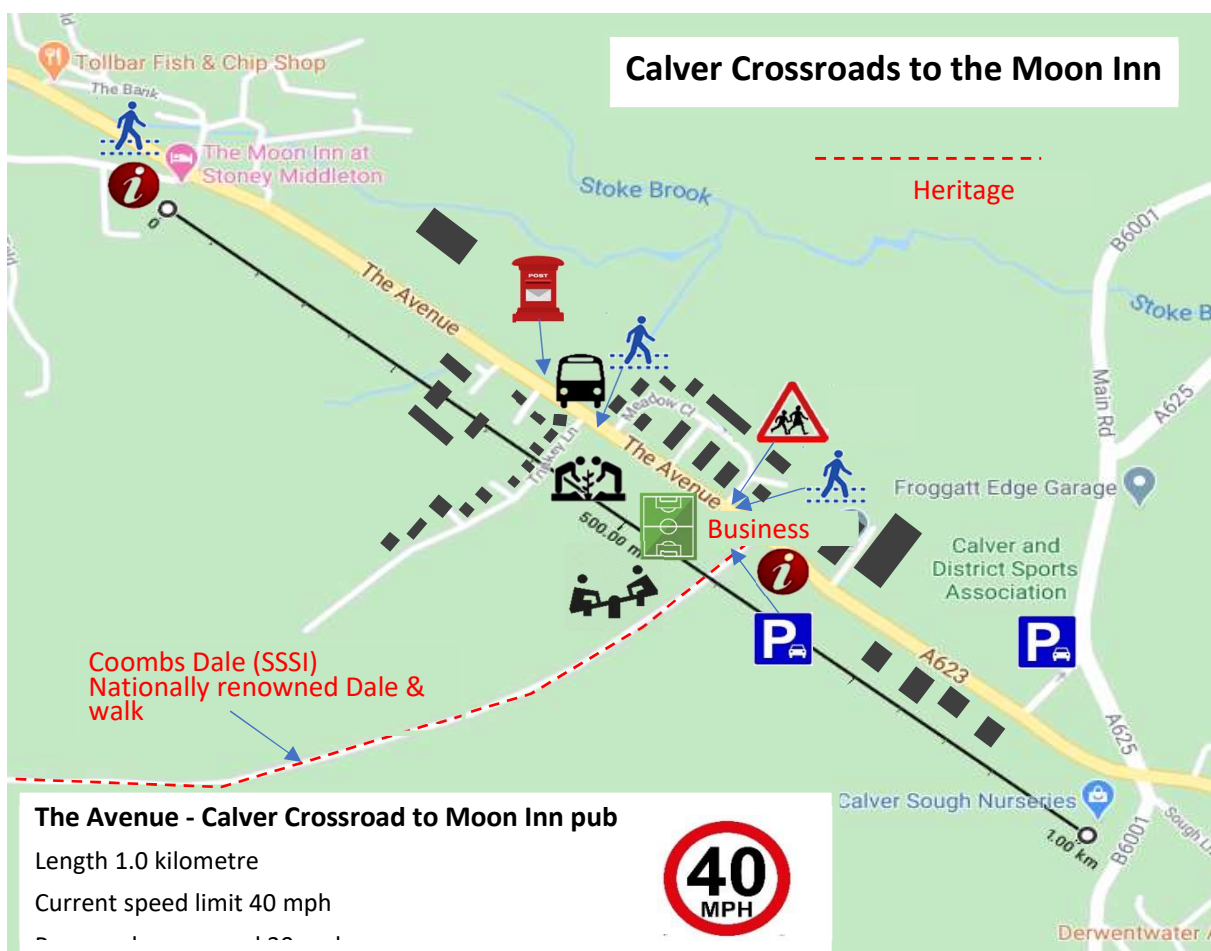 Calver Crossroads to the Moon Inn
Tollbar Fish & Chip Shop
The Bank
The Moon Inn at
Stoney Middleton
Heritage
Stoke Brook
B6001
i
0
The Avenue
POST
Stoke B
Main Rd
A625
Meadow Cl
The Avenue
Froggatt Edge Garage
500.00 m
Business
Calver and
District Sports
Association
i
P
P
A623
Coombs Dale (SSSI)
Nationally renowned Dale &
walk
A625
Calver Sough Nurseries
1.00 km
B6001
The Avenue - Calver Crossroad to Moon Inn pub
Length 1.0 kilometre
Current speed limit 40 mph
40
MPH
Derwentwater A